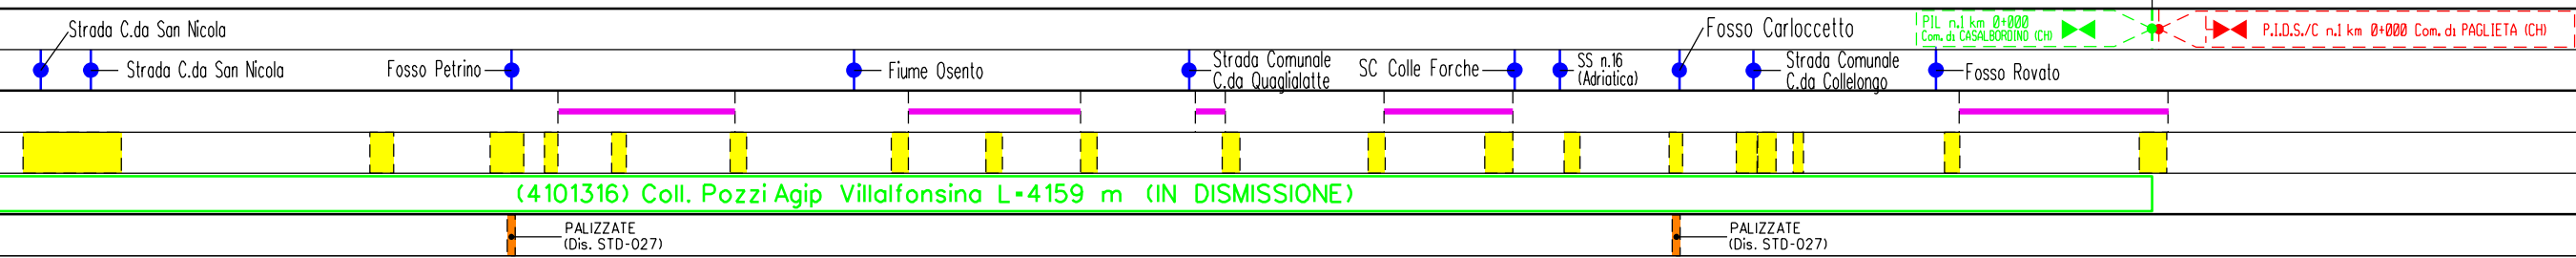 Strada C.da San Nicola
Fosso Carloccetto
PIL n.1 km 0+000
Com. di CASALBORDINO (CH)
P.I.D.S./C n.1 km 0+000 Com. di PAGLIETA (CH)
Strada C.da San Nicola
Fosso Petrino
Fiume Osento
Strada Comunale
C.da Quaglialatte
SC Colle Forche
SS n.16
(Adriatica)
Strada Comunale
C.da Collelongo
Fosso Rovato
(4101316) Coll. Pozzi Agip Villalfonsina L=4159 m (IN DISMISSIONE)
PALIZZATE
(Dis. STD-027)
PALIZZATE
(Dis. STD-027)